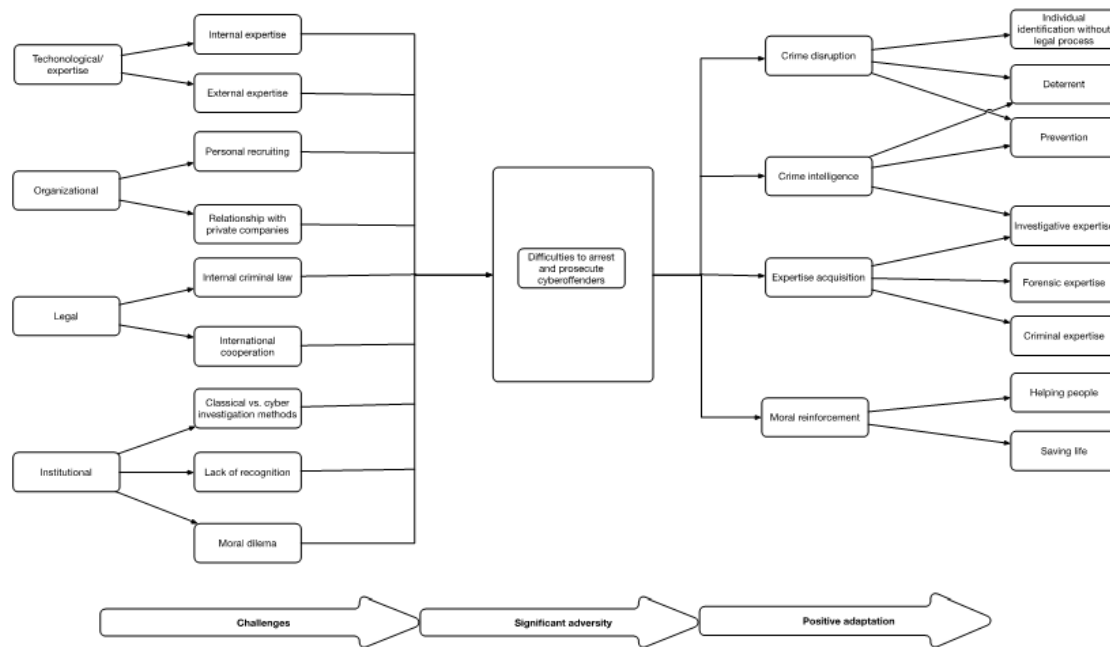 Techonological/
expertise
Internal expertise
External expertise
Organizational
Personal recruiting
Relationship with
private companies
Legal
Internal criminal law
International
cooperation
Institutional
Classical vs. cyber
investigation methods
Lack of recognition
Moral dilema
Difficulties to arrest
and prosecute
cyberoffenders
Crime disruption
Crime intelligence
Expertise acquisition
Moral reinforcement
Individual
identification without
legal process
Deterrent
Prevention
Investigative expertise
Forensic expertise
Criminal expertise
Helping people
Saving life
Challenges
Significant adversity
Positive adaptation